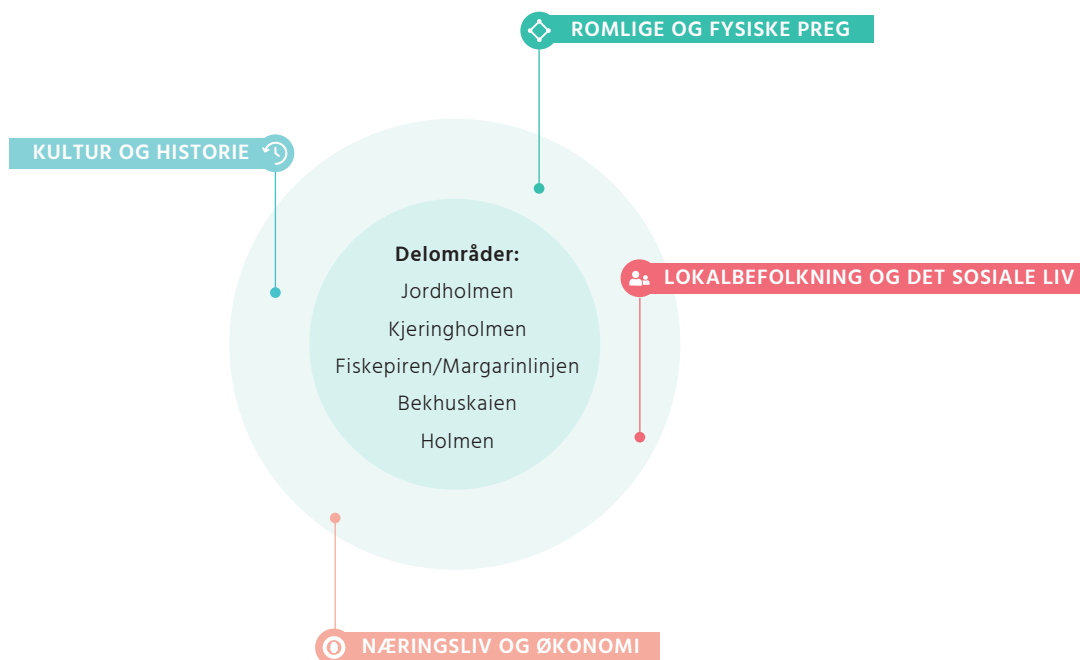 ROMLIGE OG FYSISKE PREG
KULTUR OG HISTORIE
Delområder:
Jordholmen
Kjeringholmen
Fiskepiren/Margarinlinjen
Bekhuskaien
Holmen
LOKALBEFOLKNING OG DET SOSIALE LIV
NÆRINGSLIV OG ØKONOMI